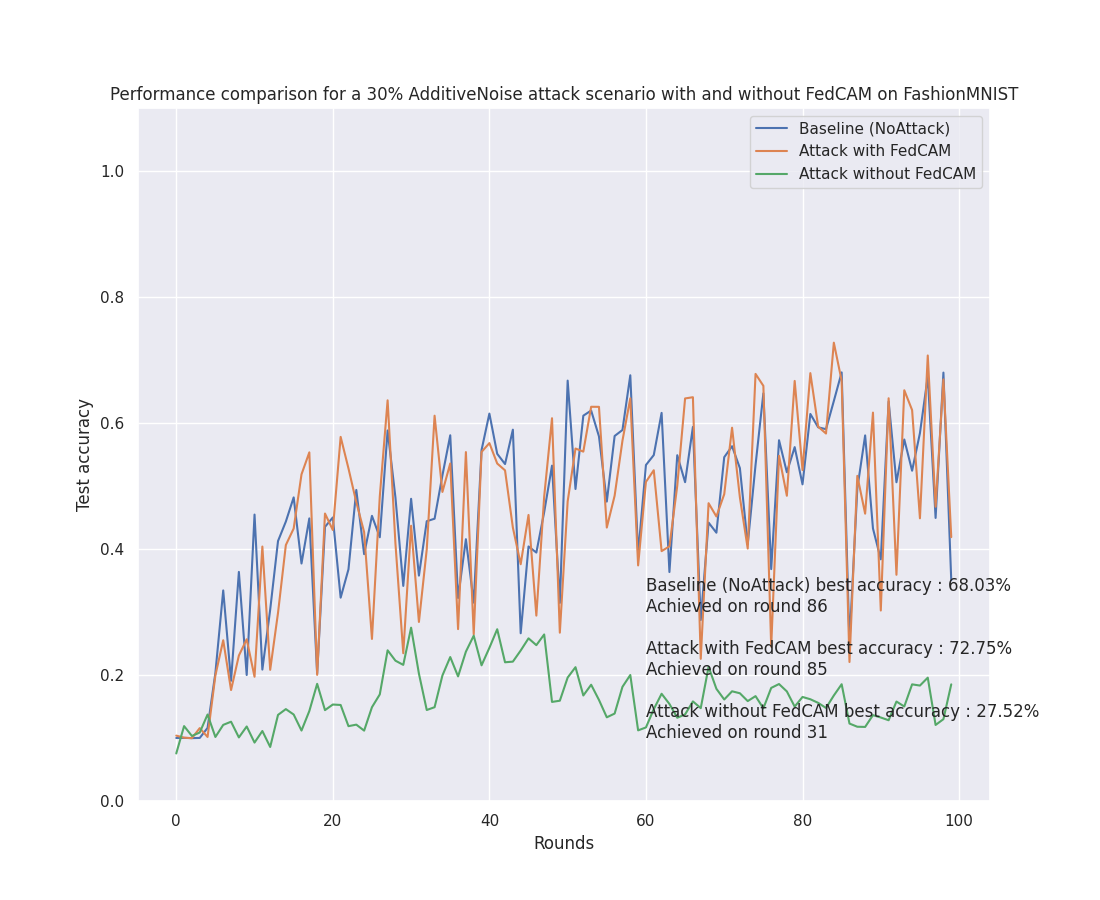 Performance comparison for a 30% AdditiveNoise attack scenario with and without FedCAM on FashionMNIST
Baseline (NoAttack)
Attack with FedCAM
Attack without FedCAM
1.0
0.8
0.6
0.4
0.2
0.0
Test accuracy
Baseline (NoAttack) best accuracy : 68.03%
Achieved on round 86
Attack with FedCAM best accuracy : 72.75%
Achieved on round 85
Attack without FedCAM best accuracy : 27.52%
Achieved on round 31
0 20 40 60 80 100
Rounds